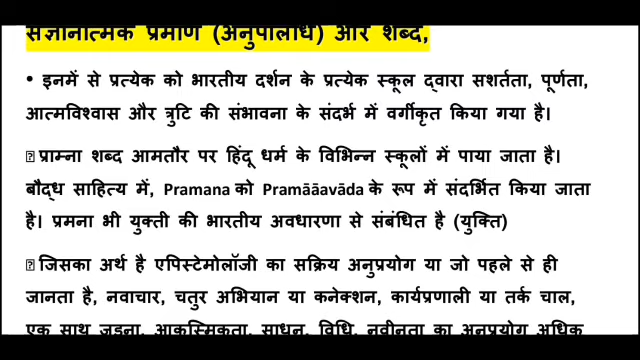 संज्ञानात्मक प्रमाण (अनुपलब्धि) और शब्द,
• इनमें से प्रत्येक को भारतीय दर्शन के प्रत्येक स्कूल द्वारा सशर्तता, पूर्णता,
आत्मविश्वास और त्रुटि की संभावना के संदर्भ में वर्गीकृत किया गया है।
प्राम्ना शब्द आमतौर पर हिंदू धर्म के विभिन्न स्कूलों में पाया जाता है।
बौद्ध साहित्य में, Pramana को Pramāāavāda के रूप में संदर्भित किया जाता
है। प्रमना भी युक्ती की भारतीय अवधारणा से संबंधित है (युक्ति)
जिसका अर्थ है एपिस्टेमोलॉजी का सक्रिय अनुप्रयोग या जो पहले से ही
जानता है, नवाचार, चतुर अभियान या कनेक्शन, कार्यप्रणाली या तर्क चाल,
एक साथ जुड़ना, आकस्मिकता, साधन, विधि, नवीनता का अनुप्रयोग अधिक